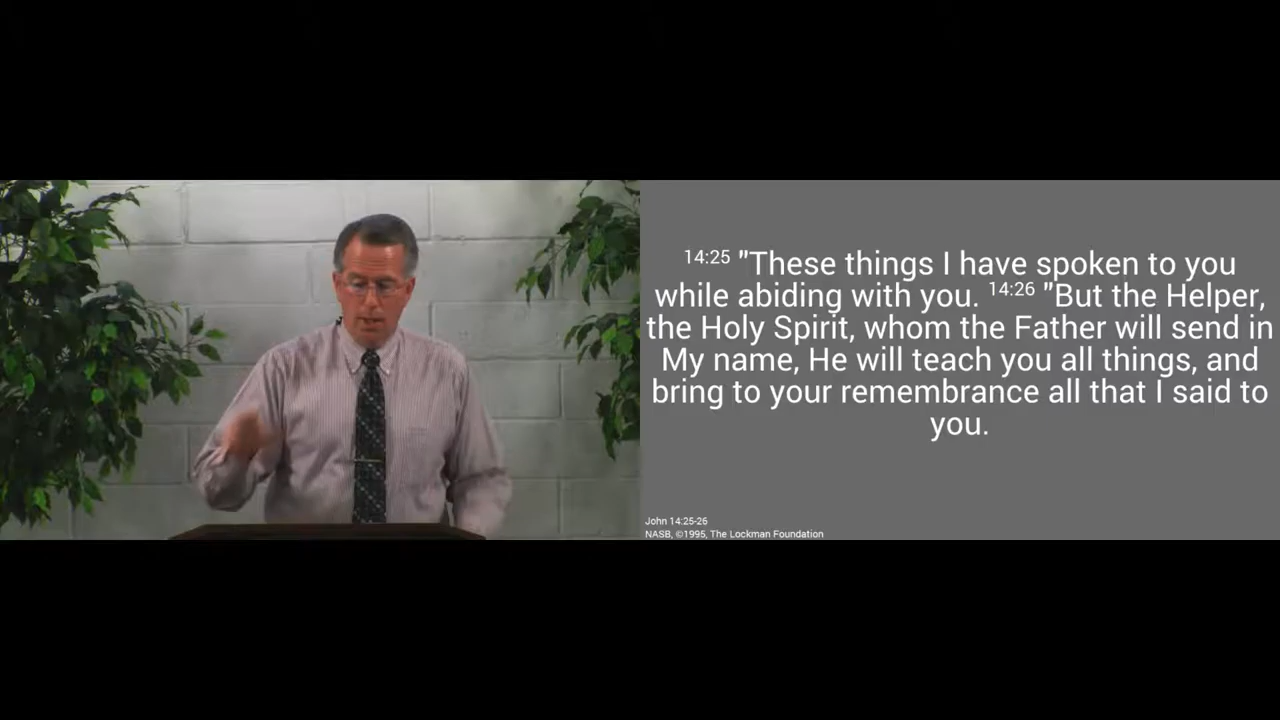 14:25 "These things I have spoken to you
while abiding with you. 14:26 "But the Helper,
the Holy Spirit, whom the Father will send in
My name, He will teach you all things, and
bring to your remembrance all that I said to
you.
John 14:25-26
NASB, ©1995, The Lockman Foundation